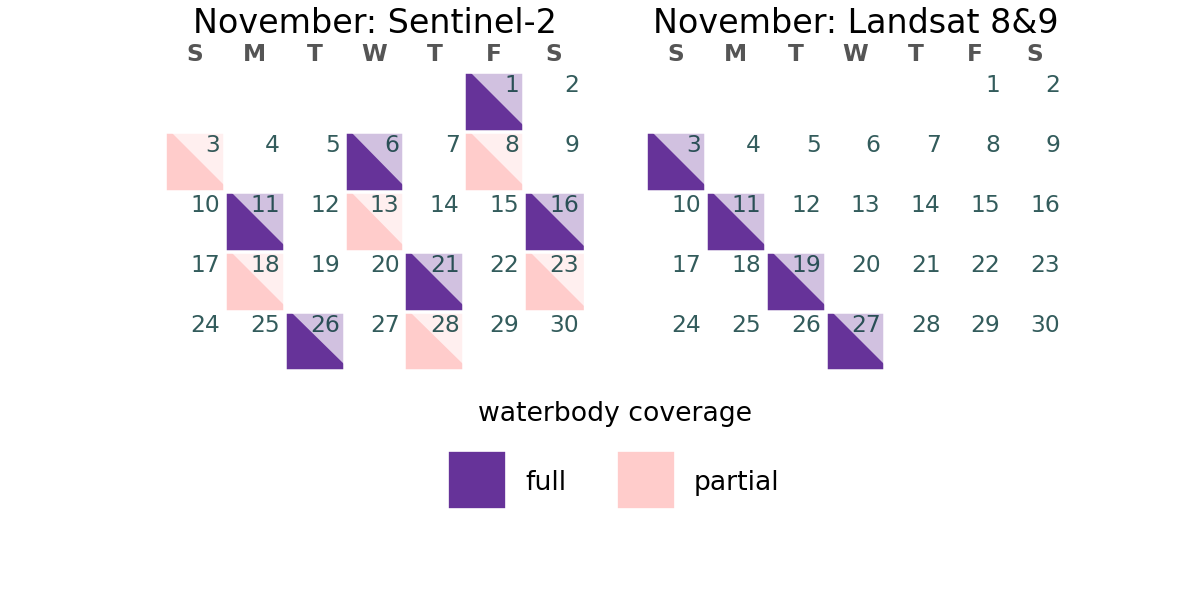 November: Sentinel-2
S M T W T F S
1 2
3 4 5 6 7 8 9
10 11 12 13 14 15 16
17 18 19 20 21 22 23
24 25 26 27 28 29 30
November: Landsat 8&9
S M T W T F S
1 2
3 4 5 6 7 8 9
10 11 12 13 14 15 16
17 18 19 20 21 22 23
24 25 26 27 28 29 30
waterbody coverage
full partial